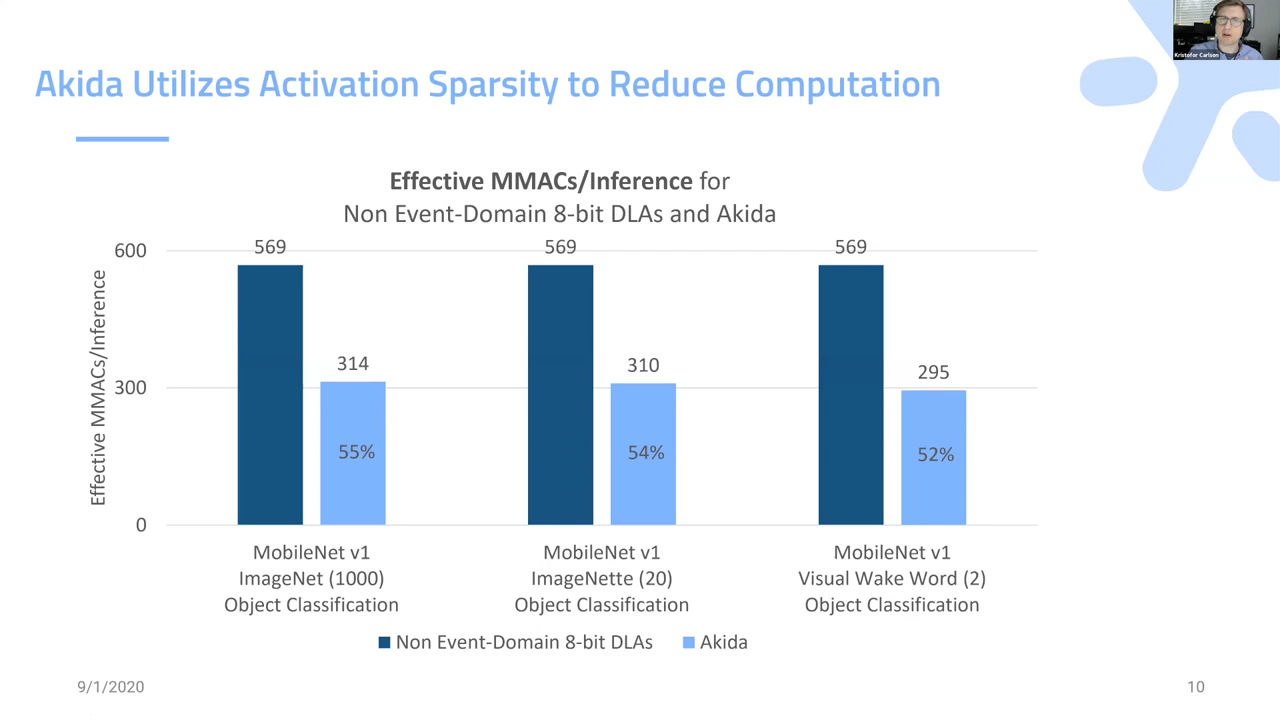 Kristofor Carlson
Akida Utilizes Activation Sparsity to Reduce Computation
Effective MMACs/Inference for
Non Event-Domain 8-bit DLAs and Akida
Effective MMACs/Inference
600
300
0
569
314
55%
569
310
54%
569
295
52%
MobileNet v1
ImageNet (1000)
Object Classification
MobileNet v1
ImageNette (20)
Object Classification
MobileNet v1
Visual Wake Word (2)
Object Classification
Non Event-Domain 8-bit DLAs
Akida
9/1/2020
10